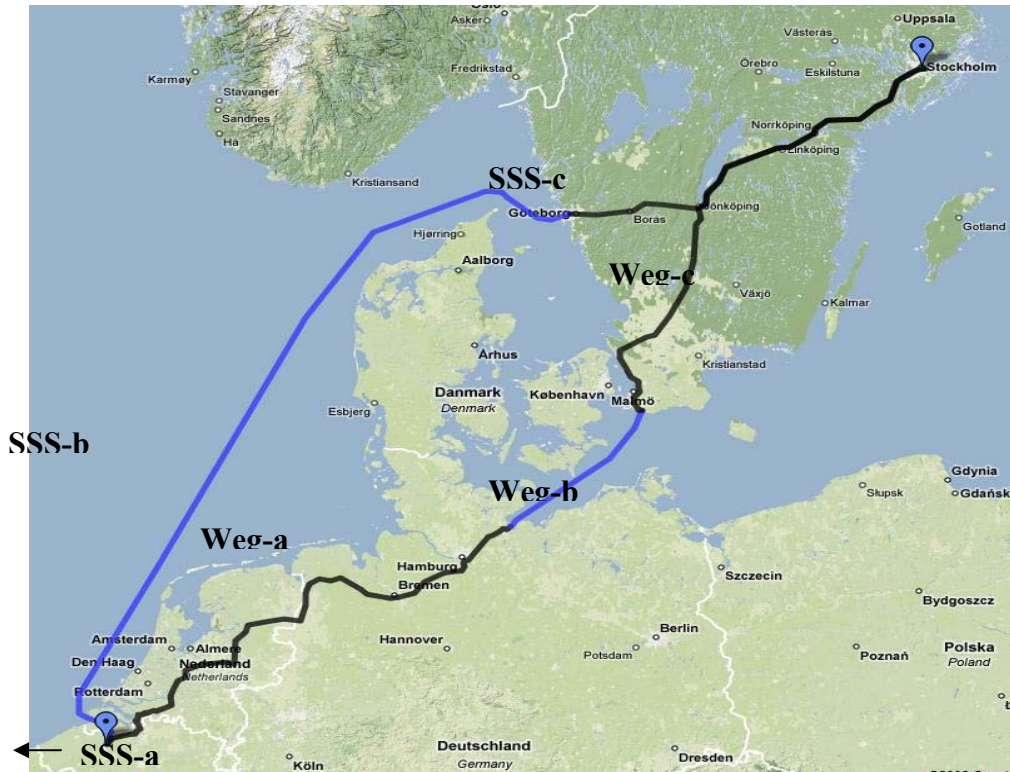 Oslo
Uppsala
Asker
Västerås
Karmøy
Fredrikstad
Örebro
Eskilstuna
Stockholm
Stavanger
Sandnes
Norrköping
Linköping
Kristiansand
SSS-c
Göteborg
Borås
Jönköping
Gotland
Hjørring
Aalborg
Weg-c
Växjö
Kalmar
Århus
Kristianstad
Danmark
Denmark
København
Malmö
Esbjerg
SSS-b
Weg-b
Gdynia
Słupsk
Gdańsk
Weg-a
Hamburg
Bremen
Szczecin
Bydgoszcz
Amsterdam
Almere
Hannover
Berlin
Potsdam
Poznań
Polska
Poland
Den Haag
Nederland
Netherlands
Rotterdam
SSS-a
Köln
Deutschland
Germany
Dresden